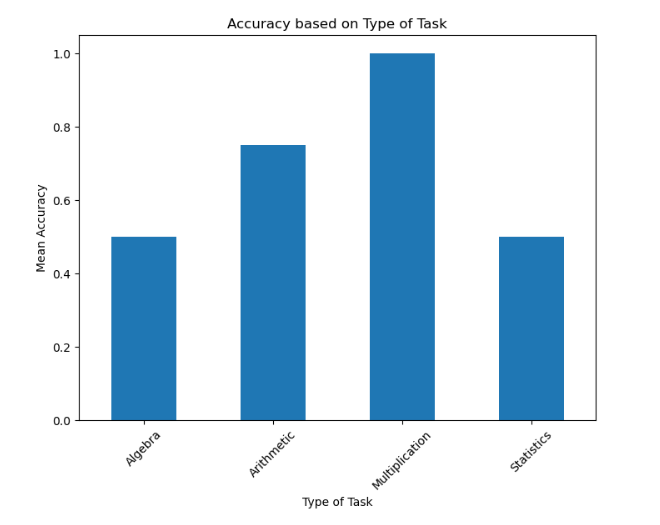 Accuracy based on Type of Task
1.0
0.8
0.6
0.4
0.2
0.0
Mean Accuracy
Algebra
Arithmetic
Multiplication
Statistics
Type of Task